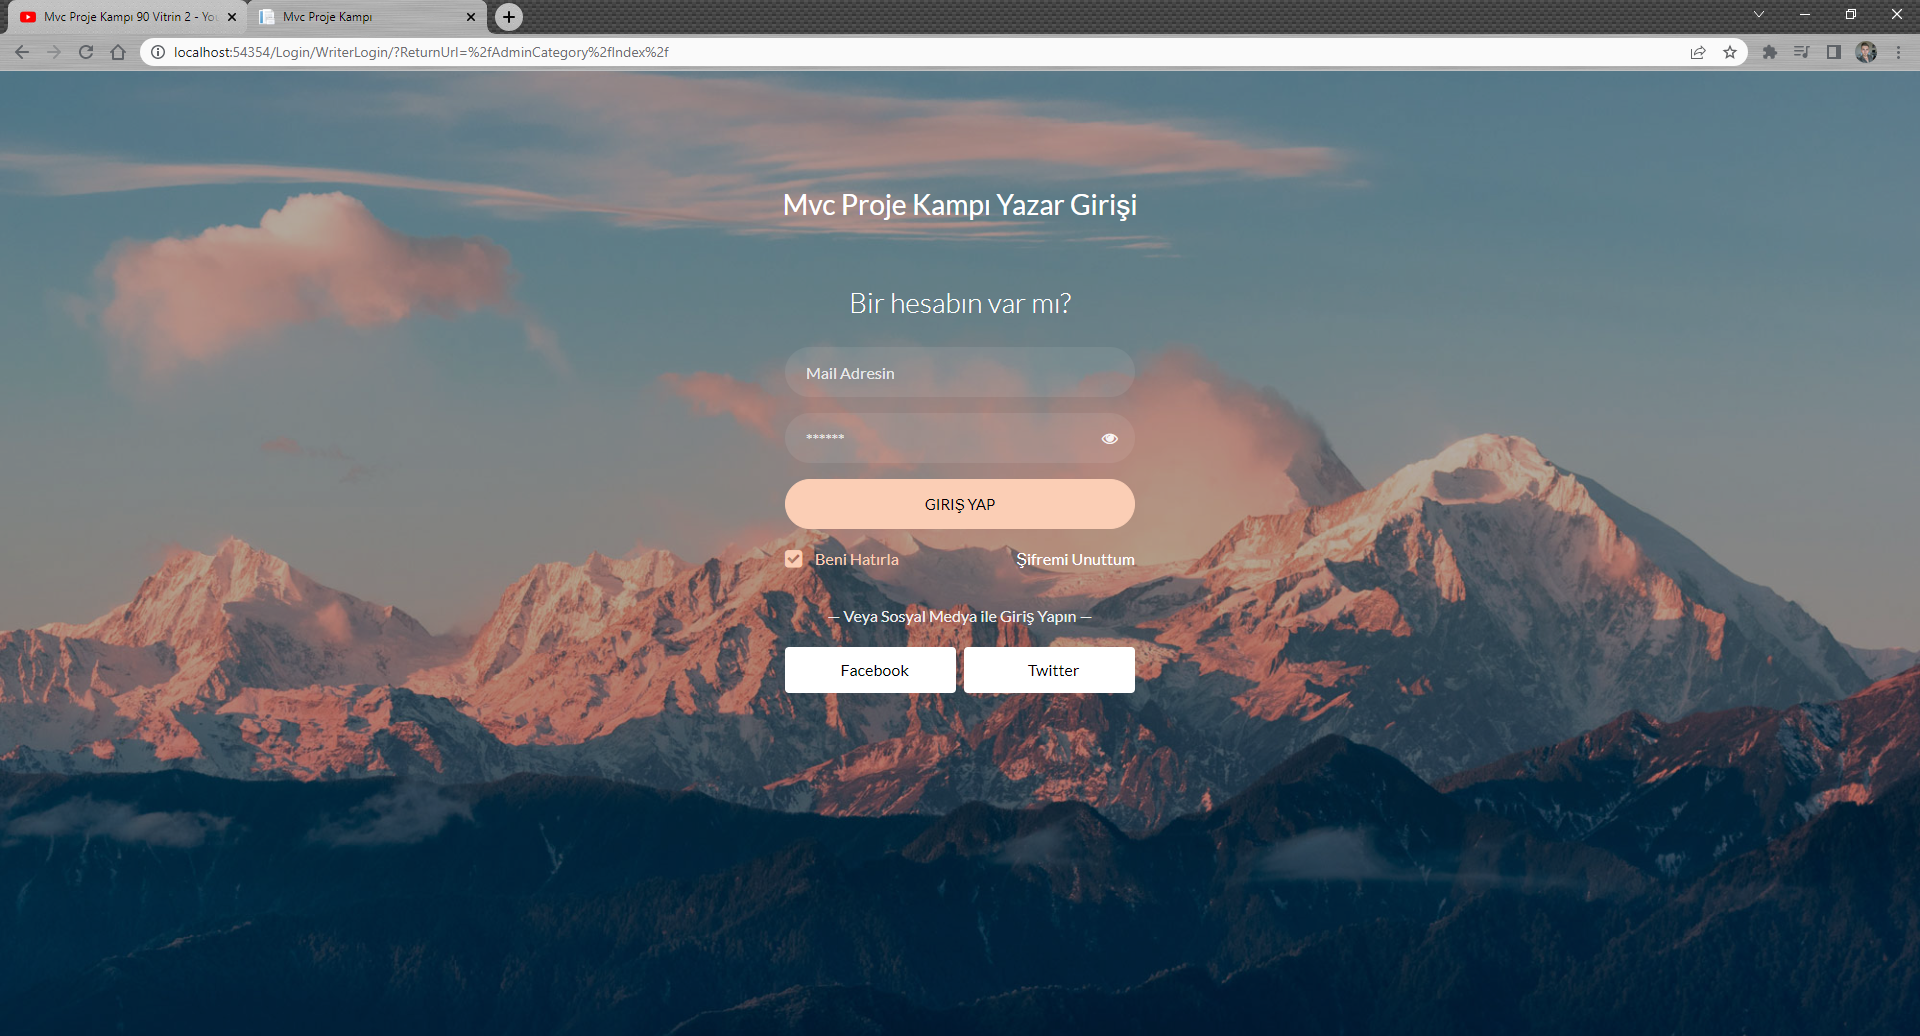 Mvc Proje Kampı 90 Vitrin 2 - You
Mvc Proje Kampı
localhost:54354/Login/WriterLogin/?ReturnUrl=%2fAdminCategory%2fIndex%2f
Mvc Proje Kampı Yazar Girişi
Bir hesabın var mı?
Mail Adresin
******
GIRIŞ YAP
Beni Hatırla
Şifremi Unuttum
— Veya Sosyal Medya ile Giriş Yapın —
Facebook
Twitter